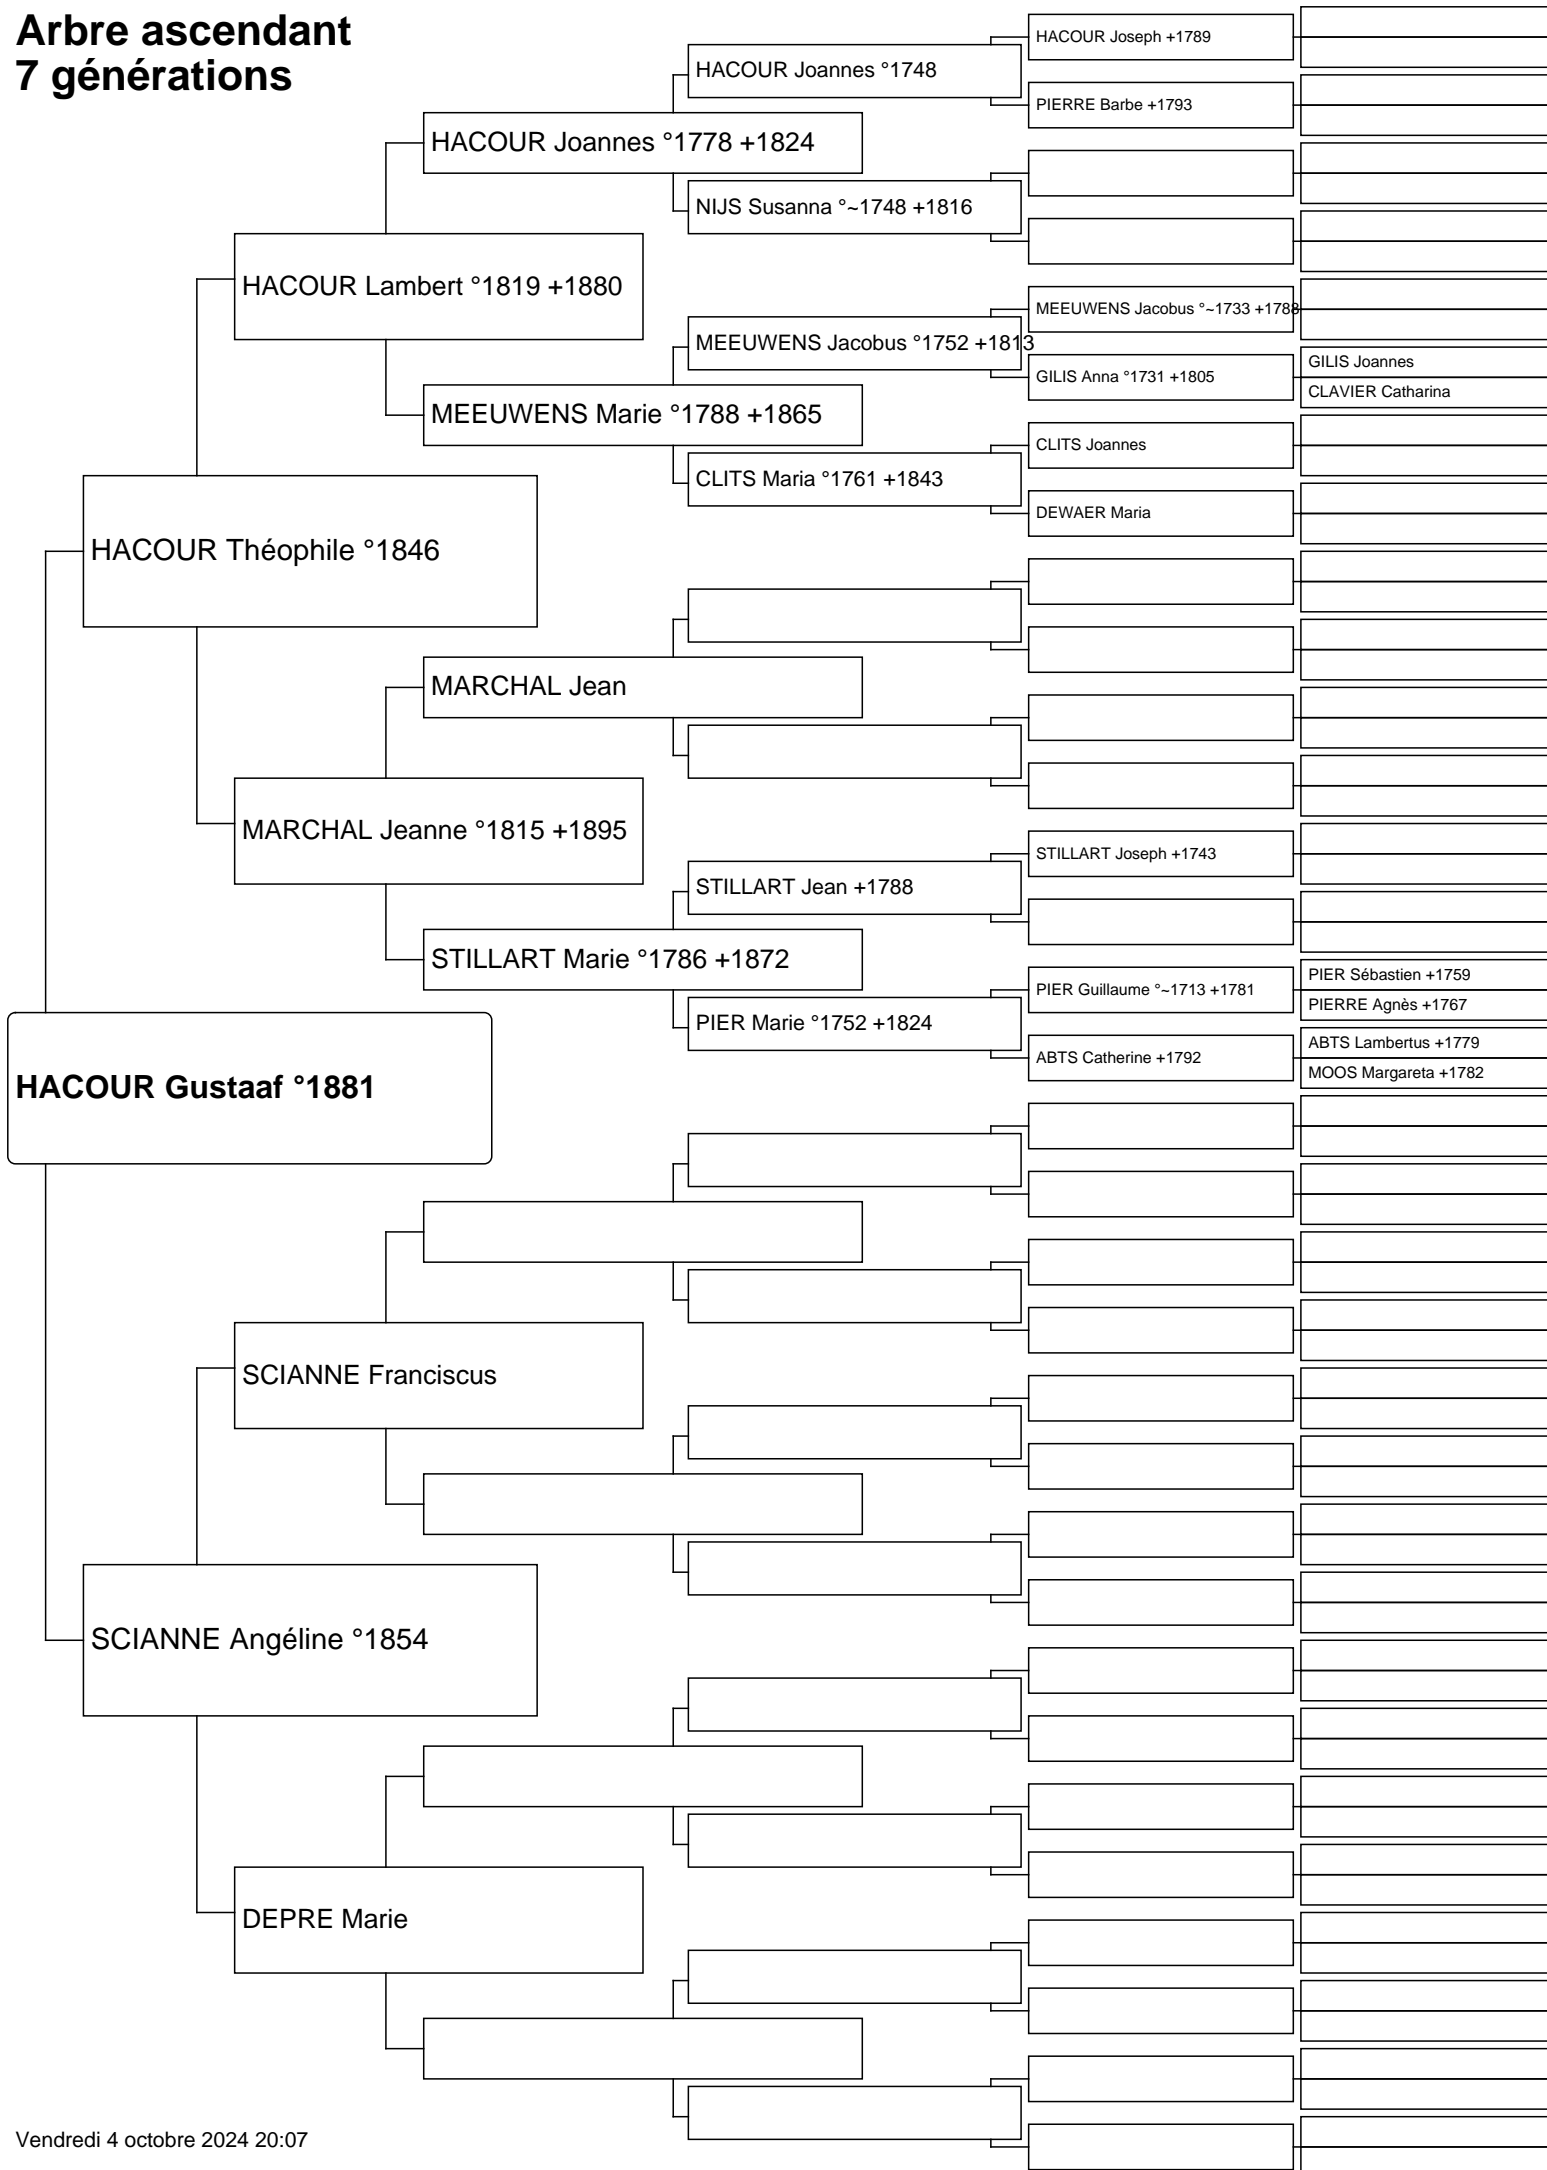 Arbre ascendant
7 générations
HACOUR Joseph +1789
HACOUR Joannes °1748
PIERRE Barbe +1793
HACOUR Joannes °1778 +1824
NIJS Susanna °~1748 +1816
HACOUR Lambert °1819 +1880
MEEUWENS Jacobus °~1733 +1788
MEEUWENS Jacobus °1752 +1813
GILIS Joannes
GILIS Anna °1731 +1805
CLAVIER Catharina
MEEUWENS Marie °1788 +1865
CLITS Joannes
CLITS Maria °1761 +1843
DEWAER Maria
HACOUR Théophile °1846
MARCHAL Jean
MARCHAL Jeanne °1815 +1895
STILLART Joseph +1743
STILLART Jean +1788
STILLART Marie °1786 +1872
PIER Sébastien +1759
PIER Guillaume °~1713 +1781
PIERRE Agnès +1767
PIER Marie °1752 +1824
ABTS Lambertus +1779
ABTS Catherine +1792
MOOS Margareta +1782
HACOUR Gustaaf °1881
SCIANNE Franciscus
SCIANNE Angéline °1854
DEPRE Marie
Vendredi 4 octobre 2024 20:07